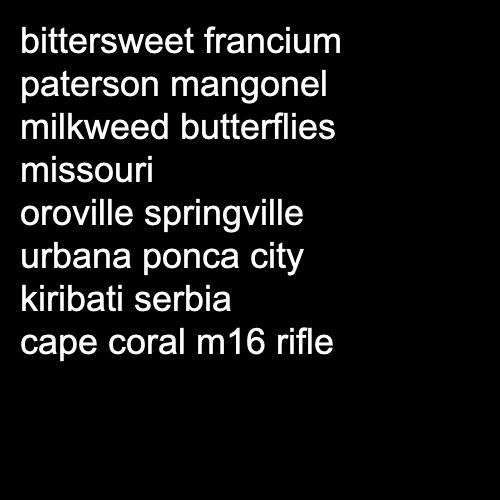 bittersweet francium
paterson mangonel
milkweed butterflies
missouri
oroville springville
urbana ponca city
kiribati serbia
cape coral m16 rifle